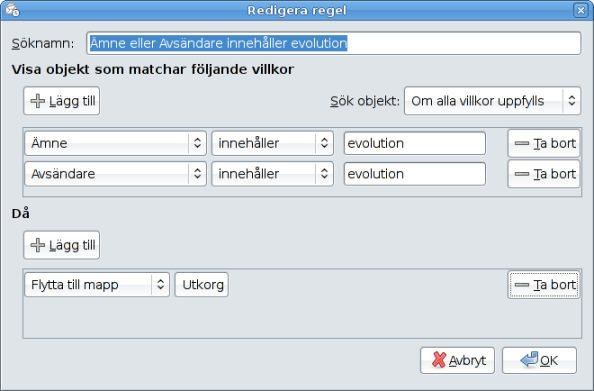 Redigera regel
Söknamn: Ämne eller Avsändare innehåller evolution
Visa objekt som matchar följande villkor
Lägg till Sök objekt: Om alla villkor uppfylls
Ämne innehåller evolution Ta bort
Avsändare innehåller evolution Ta bort
Då
Lägg till
Flytta till mapp Utkorg Ta bort
Avbryt OK